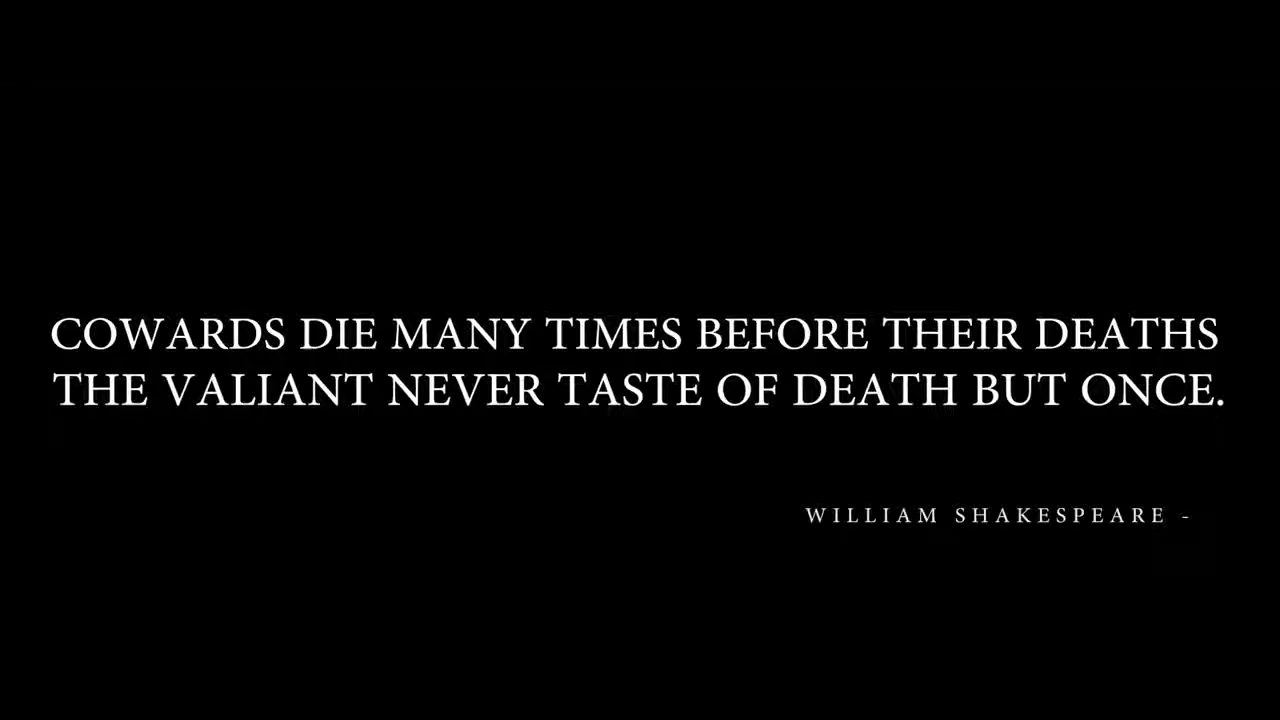 COWARDS DIE MANY TIMES BEFORE THEIR DEATHS
THE VALIANT NEVER TASTE OF DEATH BUT ONCE.
WILLIAM SHAKESPEARE -